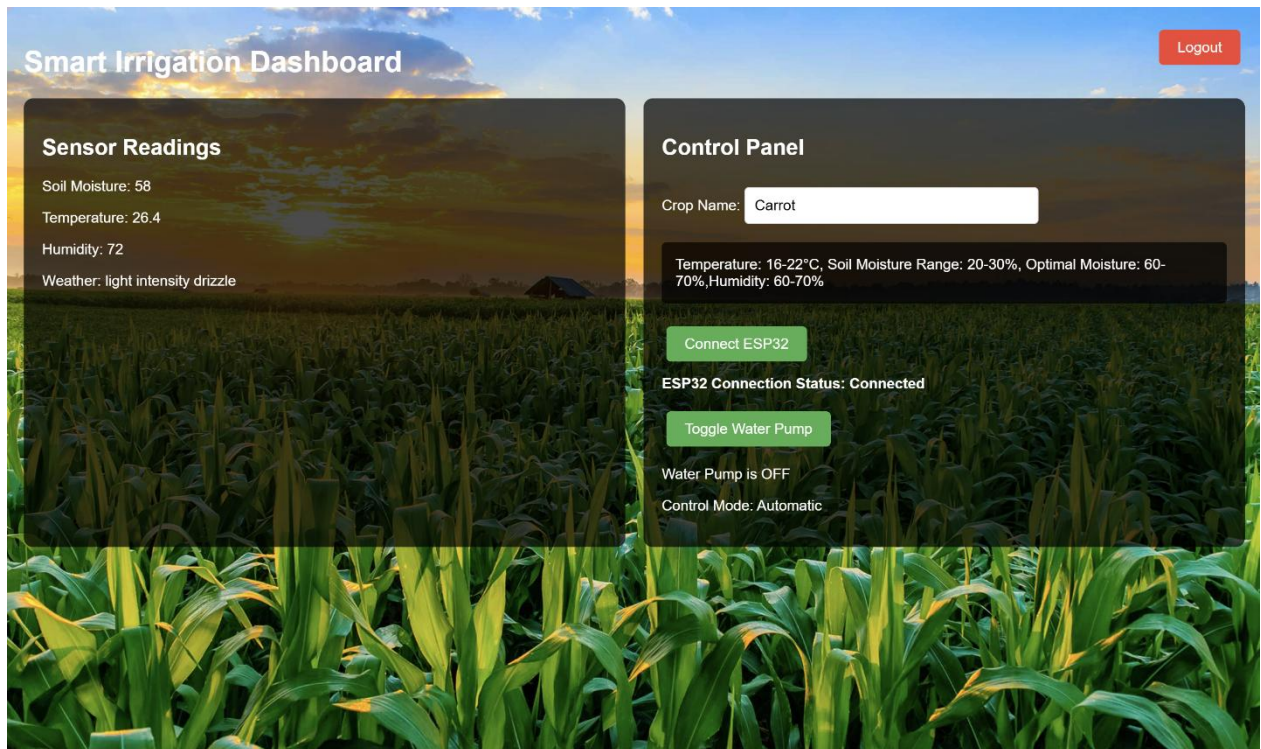 Smart Irrigation Dashboard
Logout
Sensor Readings
Soil Moisture: 58
Temperature: 26.4
Humidity: 72
Weather: light intensity drizzle
Control Panel
Crop Name: Carrot
Temperature: 16-22°C, Soil Moisture Range: 20-30%, Optimal Moisture: 60-
70%,Humidity: 60-70%
Connect ESP32
ESP32 Connection Status: Connected
Toggle Water Pump
Water Pump is OFF
Control Mode: Automatic